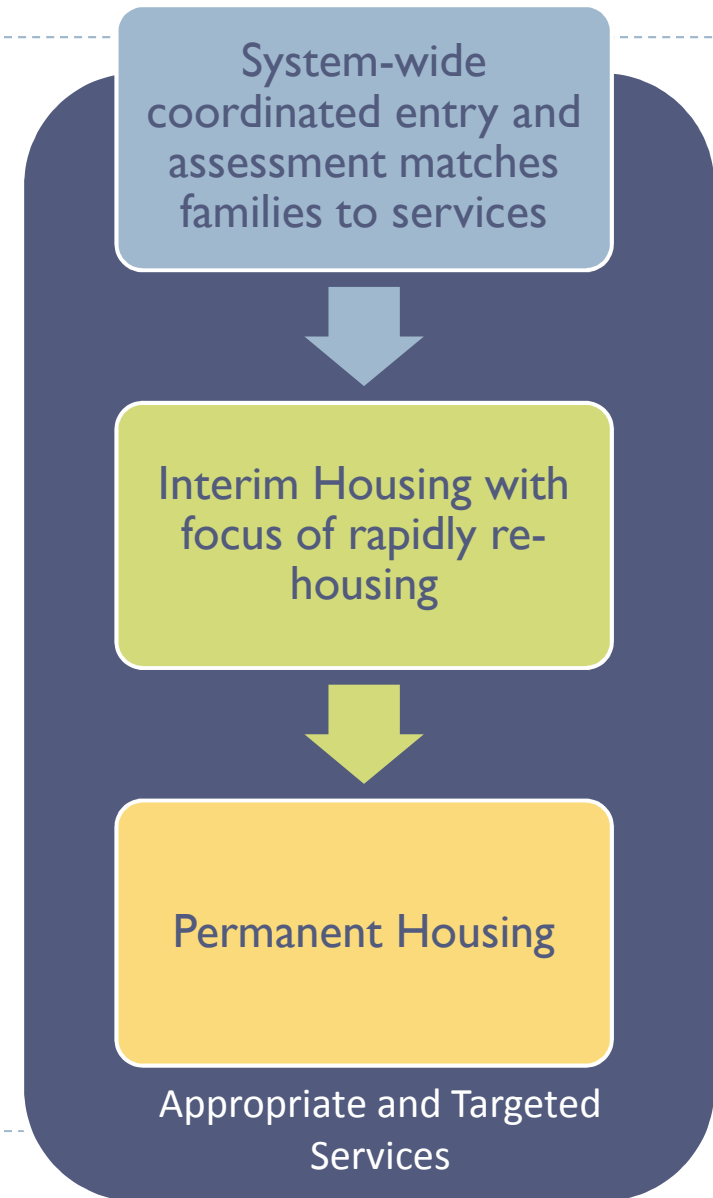 System-wide
coordinated entry and
assessment matches
families to services
Interim Housing with
focus of rapidly re-
housing
Permanent Housing
Appropriate and Targeted
Services